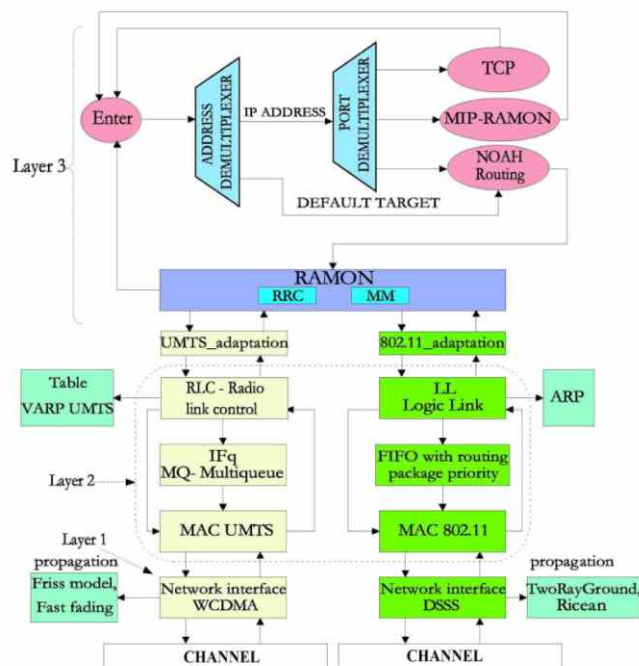 TCP
Enter
ADDRESS
DEMULTIPLEXER
IP ADDRESS
PORT
DEMULTIPLEXER
MIP-RAMON
Layer 3
NOAH
Routing
DEFAULT TARGET
RAMON
RRC
MM
UMTS_adaptation
802.11_adaptation
Table
VARP UMTS
RLC - Radio
link control
LL
Logic Link
ARP
IFq
MQ- Multiqueue
FIFO with routing
package priority
Layer 2
MAC UMTS
MAC 802.11
Layer 1
propagation
propagation
Friss model,
Fast fading
Network interface
WCDMA
Network interface
DSSS
TwoRayGround,
Ricean
CHANNEL
CHANNEL